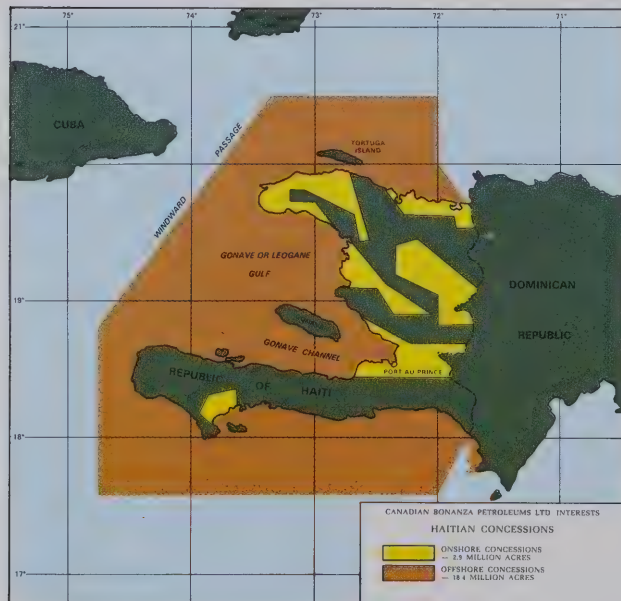 75°
74°
73°
72°
71°
21°
CUBA
WINDWARD PASSAGE
TORTUGA
ISLAND
GONAVE OR LEOGANE
GULF
19°
DOMINICAN
REPUBLIC
GONAVE CHANNEL
REPUBLIC OF HAITI
PORT AU PRINCE
18°
17°
CANADIAN BONANZA PETROLEUMS LTD INTERESTS
HAITIAN CONCESSIONS
ONSHORE CONCESSIONS
— 2.9 MILLION ACRES
OFFSHORE CONCESSIONS
— 18.4 MILLION ACRES